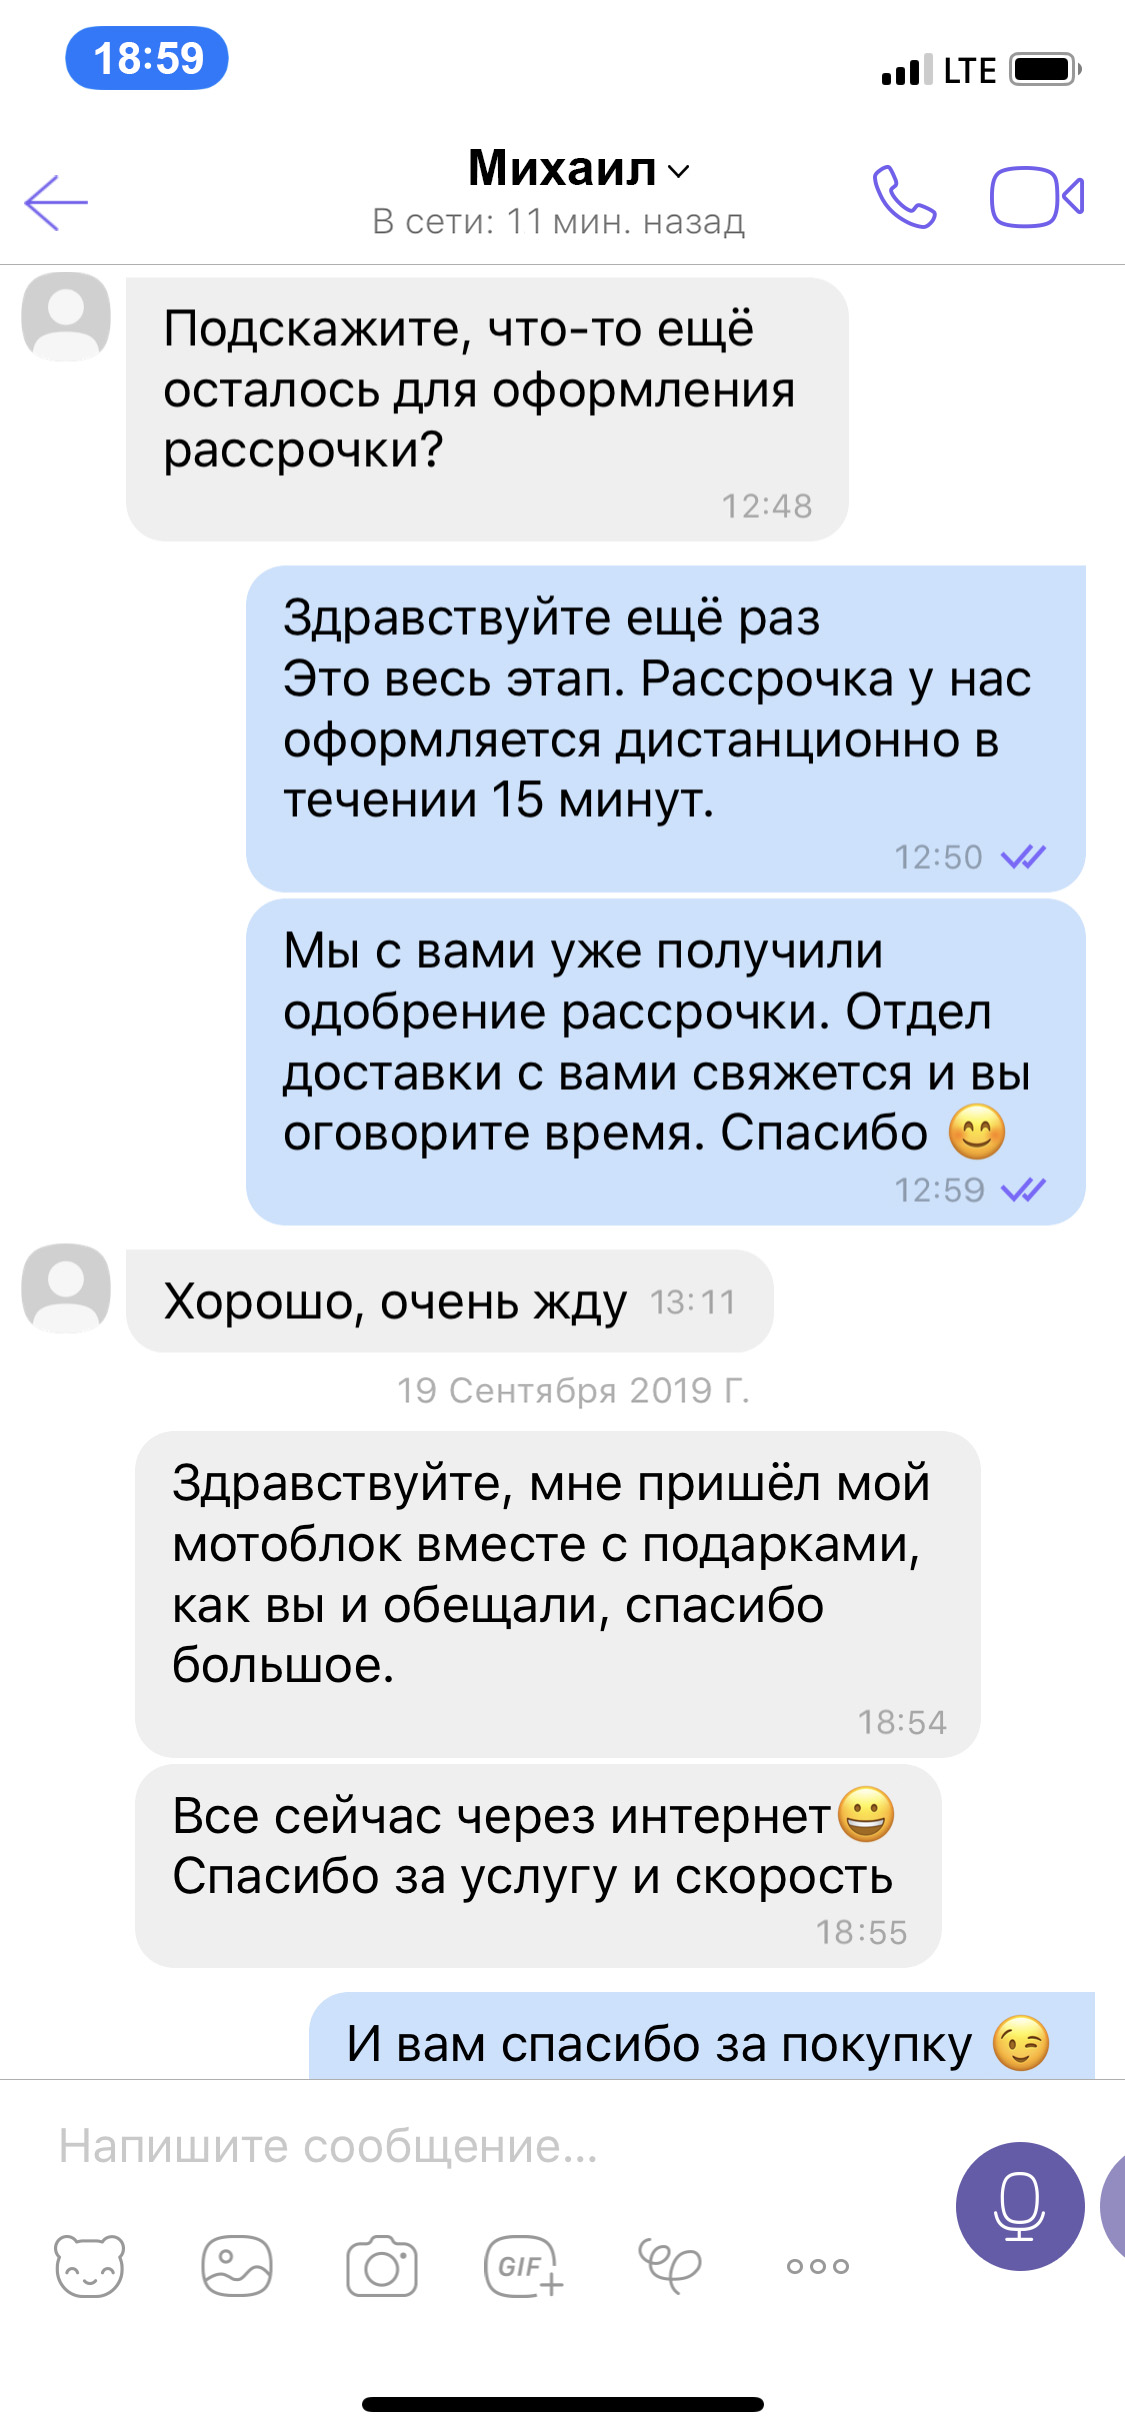 18:59
LTE
Михаил
В сети: 11 мин. назад
Подскажите, что-то ещё
осталось для оформления
рассрочки?
12:48
Здравствуйте ещё раз
Это весь этап. Рассрочка у нас
оформляется дистанционно в
течении 15 минут.
12:50
Мы с вами уже получили
одобрение рассрочки. Отдел
доставки с вами свяжется и вы
оговорите время. Спасибо 😊
12:59
Хорошо, очень жду 13:11
19 Сентября 2019 Г.
Здравствуйте, мне пришёл мой
мотоблок вместе с подарками,
как вы и обещали, спасибо
большое.
18:54
Все сейчас через интернет😀
Спасибо за услугу и скорость
18:55
И вам спасибо за покупку 😉
Напишите сообщение...
GIF